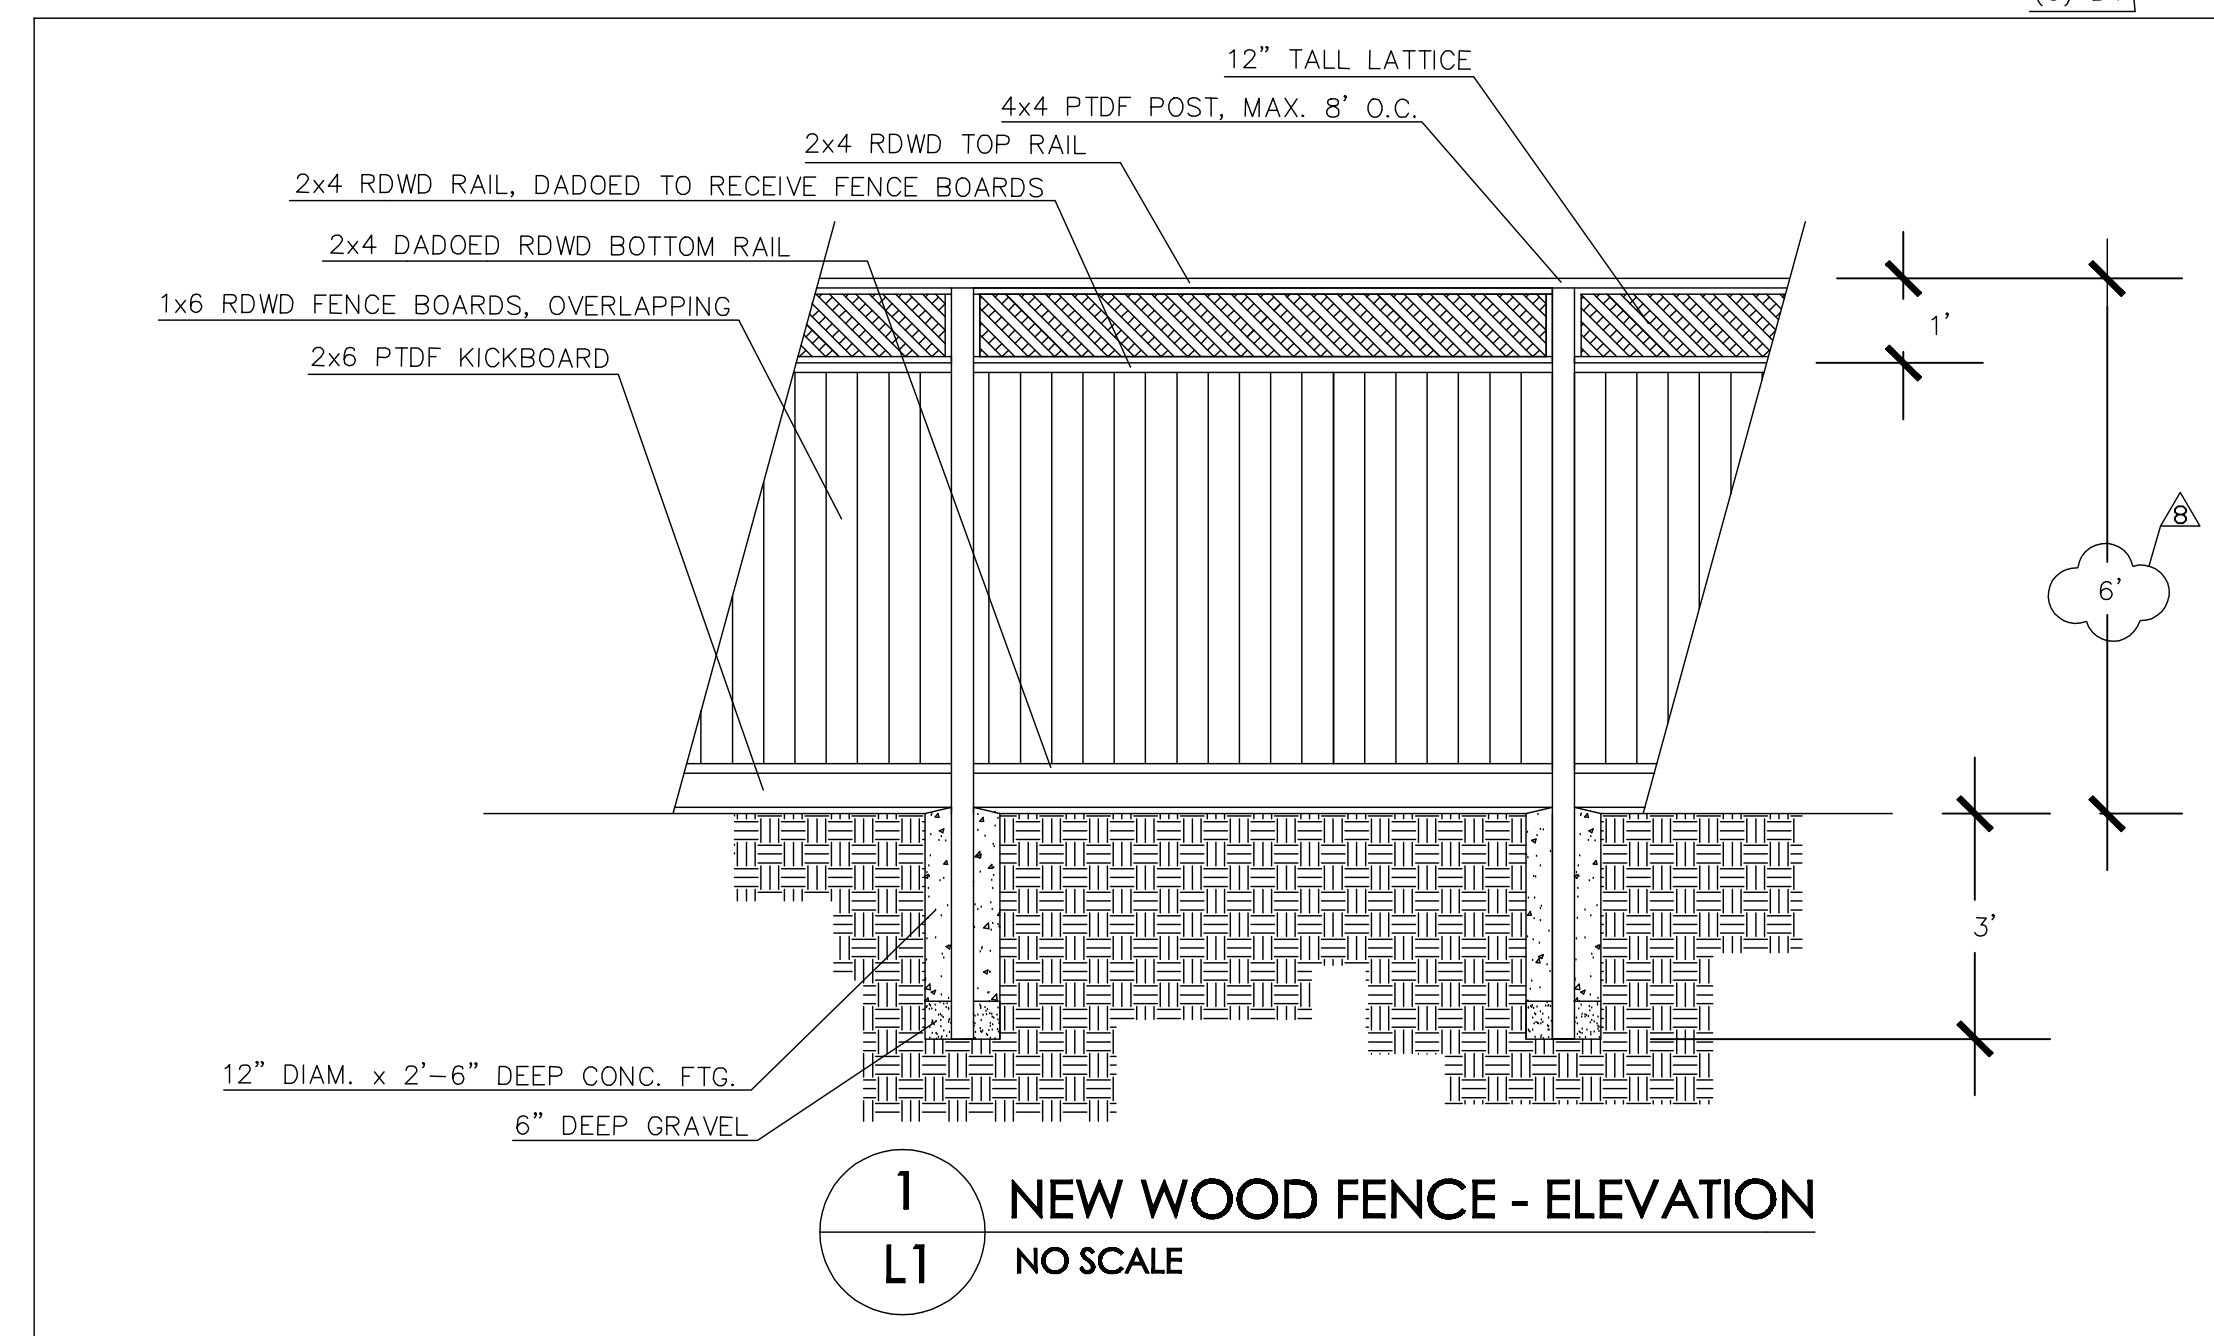 12” TALL LATTICE
4x4 PTDF POST, MAX. 8’ O.C.
2x4 RDWD TOP RAIL
2x4 RDWD RAIL, DADOED TO RECEIVE FENCE BOARDS
2x4 DADOED RDWD BOTTOM RAIL
1x6 RDWD FENCE BOARDS, OVERLAPPING
2x6 PTDF KICKBOARD
1’
8
6’
3’
12” DIAM. x 2’-6” DEEP CONC. FTG.
6” DEEP GRAVEL
1
L1
NEW WOOD FENCE - ELEVATION
NO SCALE